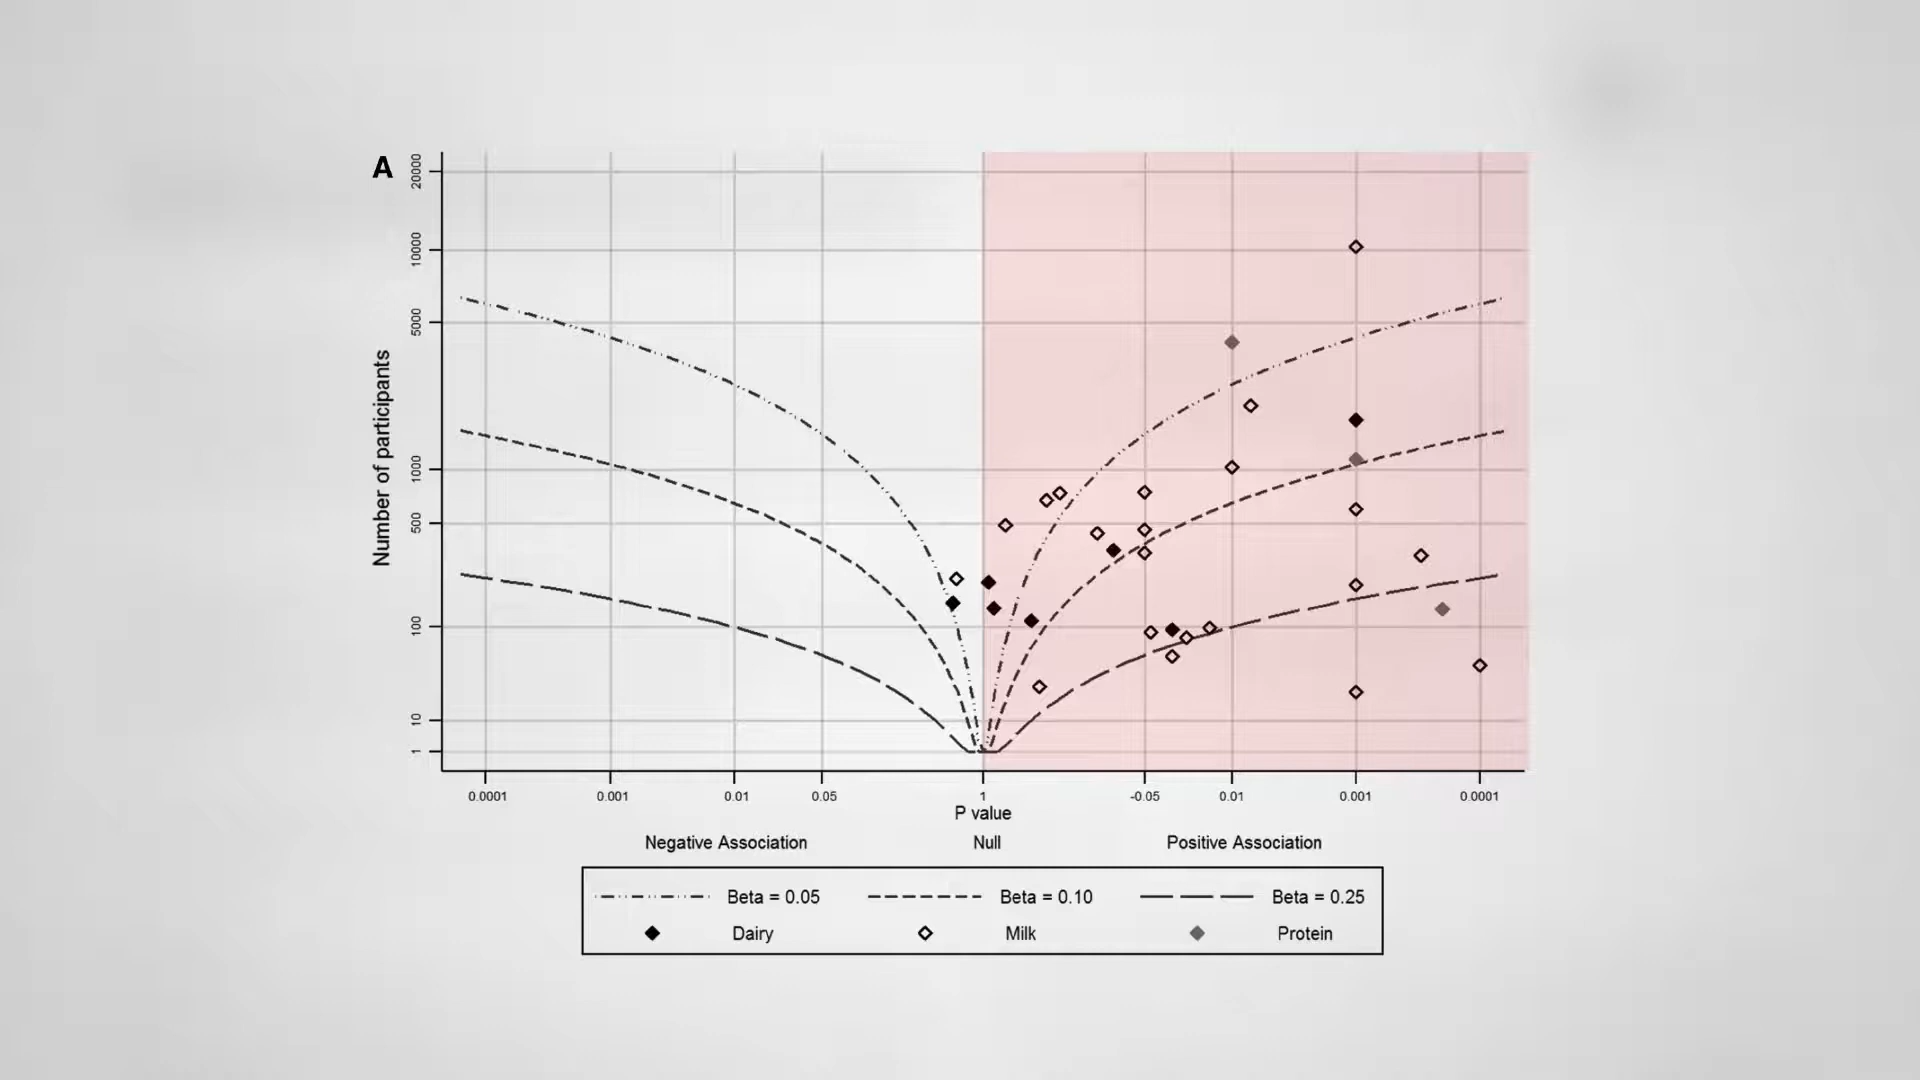 A
Number of participants
20000
10000
5000
1000
500
100
10
1
0.0001 0.001 0.01 0.05 1 -0.05 0.01 0.001 0.0001
P value
Negative Association Null Positive Association
Beta = 0.05 Beta = 0.10 Beta = 0.25
Dairy Milk Protein